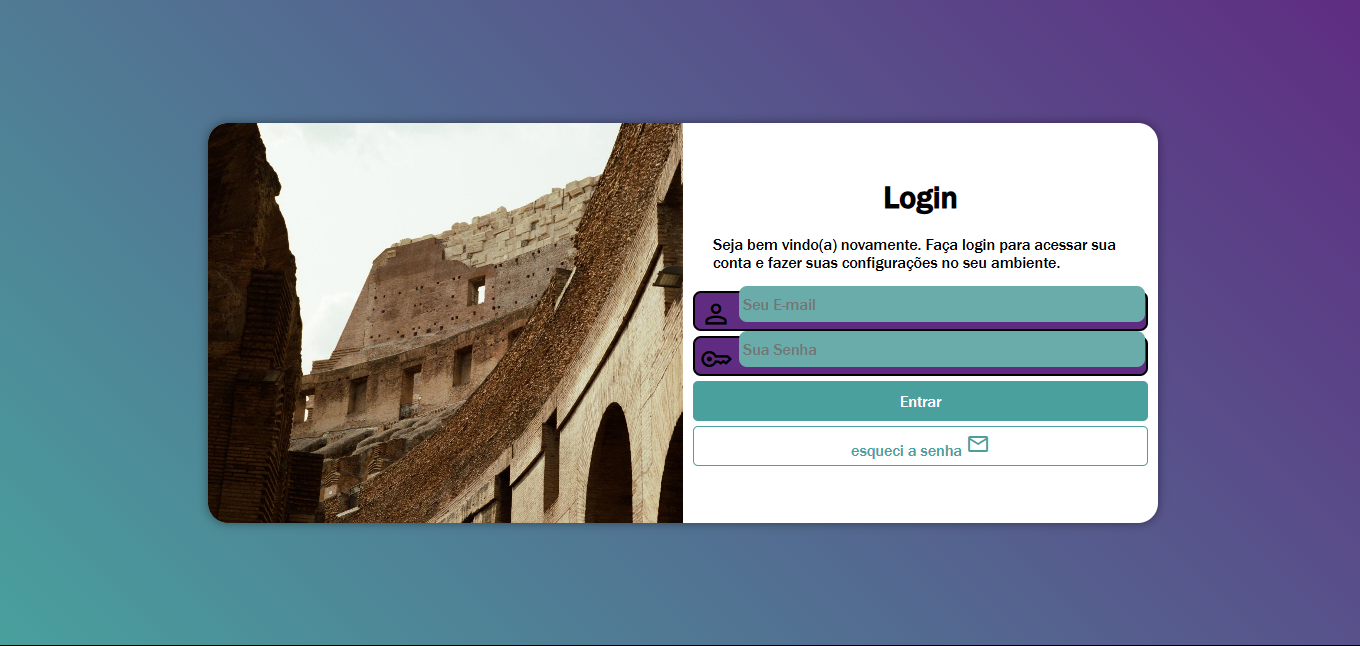 Login
Seja bem vindo(a) novamente. Faça login para acessar sua
conta e fazer suas configurações no seu ambiente.
Seu E-mail
Sua Senha
Entrar
esqueci a senha